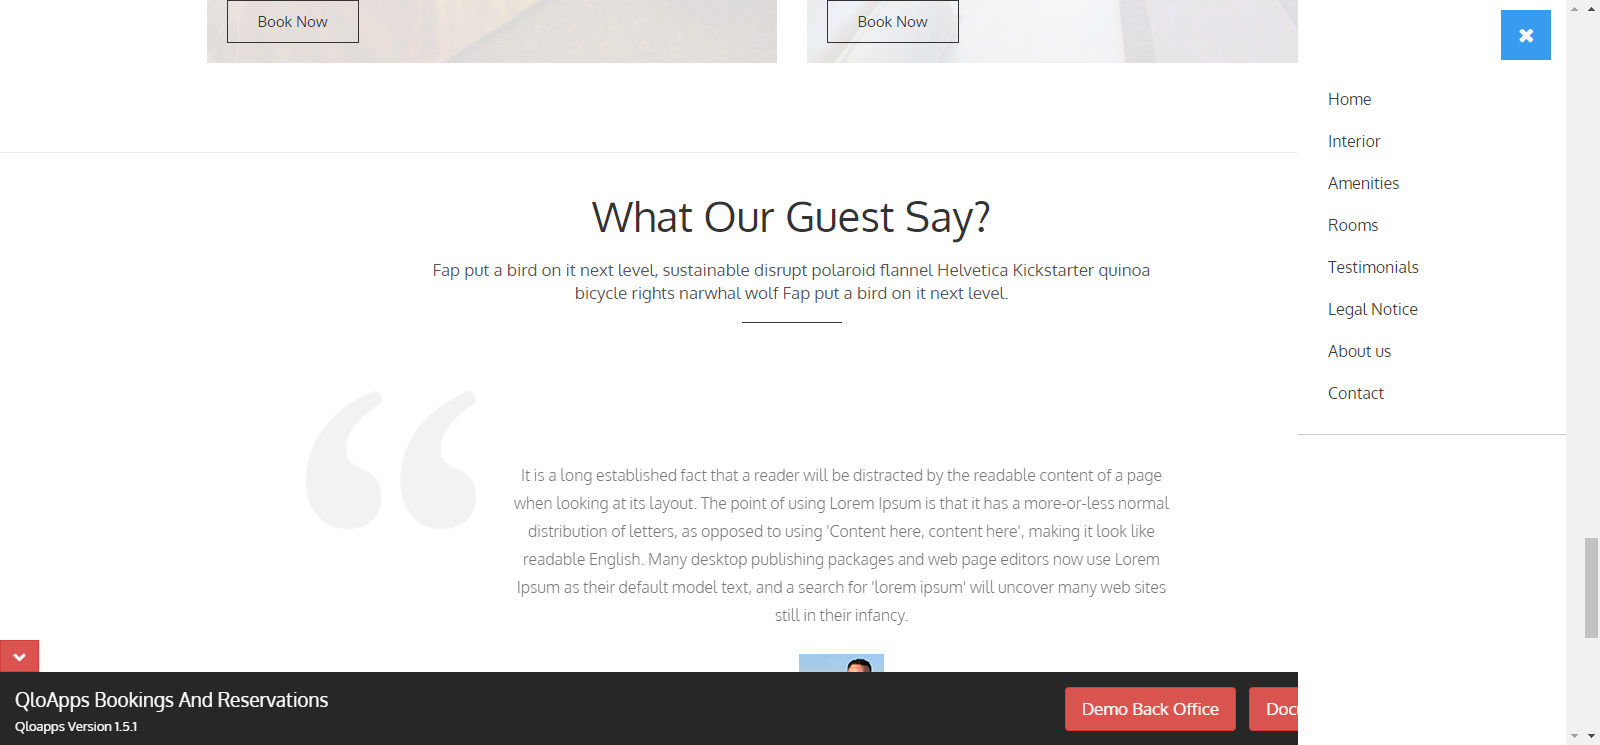 Book Now
Book Now
Home
Interior
Amenities
Rooms
Testimonials
Legal Notice
About us
Contact
What Our Guest Say?
Fap put a bird on it next level, sustainable disrupt polaroid flannel Helvetica Kickstarter quinoa
bicycle rights narwhal wolf Fap put a bird on it next level.
“
It is a long established fact that a reader will be distracted by the readable content of a page
when looking at its layout. The point of using Lorem Ipsum is that it has a more-or-less normal
distribution of letters, as opposed to using 'Content here, content here', making it look like
readable English. Many desktop publishing packages and web page editors now use Lorem
Ipsum as their default model text, and a search for 'lorem ipsum' will uncover many web sites
still in their infancy.
QloApps Bookings And Reservations
Qloapps Version 1.5.1
Demo Back Office